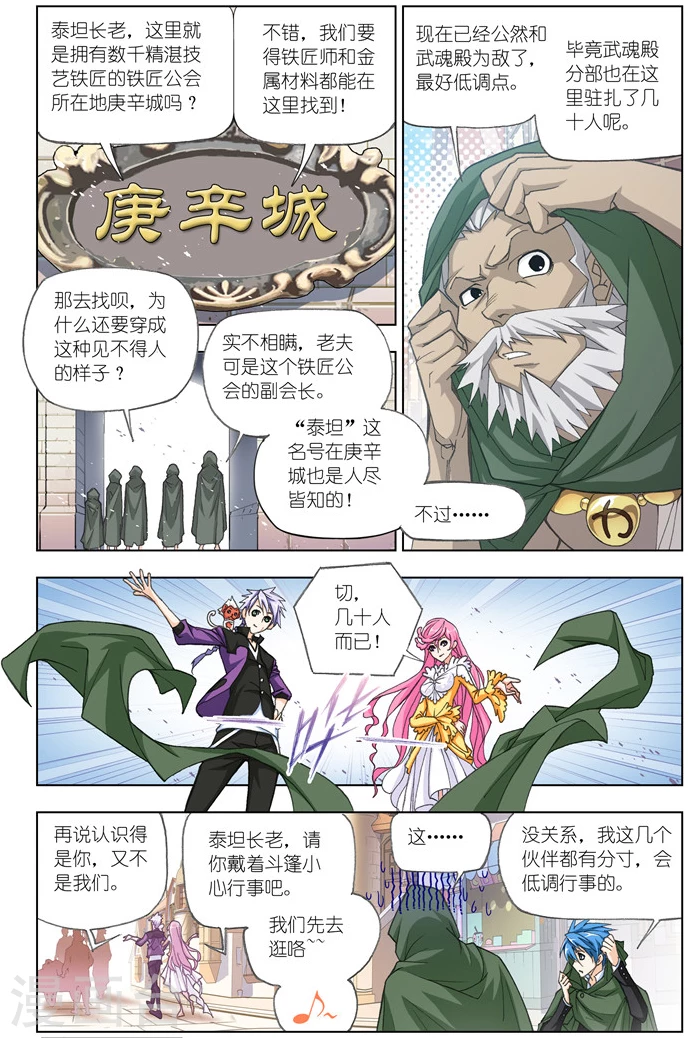 泰坦长老，这里就
是拥有数千精湛技
艺铁匠的铁匠公会
所在地庚辛城吗？
不错，我们要
得铁匠师和金
属材料都能在
这里找到！
庚辛城
现在已经公然和
武魂殿为敌了，
最好低调点。
毕竟武魂殿
分部也在这
里驻扎了几
十人呢。
那去找呗，为
什么还要穿成
这种见不得人
的样子？
实不相瞒，老夫
可是这个铁匠公
会的副会长。
“泰坦”这
名号在庚辛
城也是人尽
皆知的！
不过……
力
切，
几十人
而已！
再说认识得
是你，又不
是我们。
泰坦长老，请
你戴着斗篷小
心行事吧。
我们先去
逛咯~~
这……
没关系，我这几个
伙伴都有分寸，会
低调行事的。